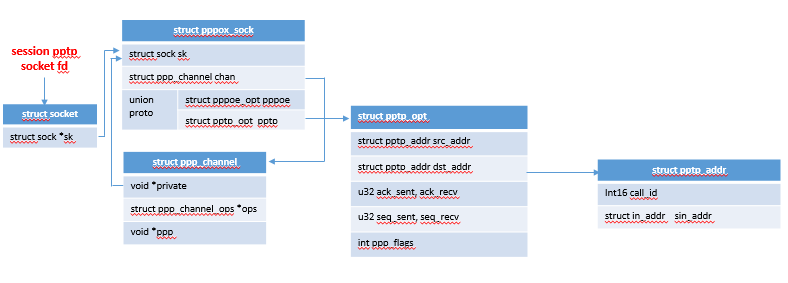 session pptp
socket fd
struct socket
struct sock *sk
struct pppox_sock
struct sock sk
struct ppp_channel chan
union
proto
struct pppoe_opt pppoe
struct pptp_opt pptp
struct ppp_channel
void *private
struct ppp_channel_ops *ops
void *ppp
struct pptp_opt
struct pptp_addr src_addr
struct pptp_addr dst_addr
u32 ack_sent, ack_recv
u32 seq_sent, seq_recv
int ppp_flags
struct pptp_addr
Int16 call_id
struct in_addr sin_addr